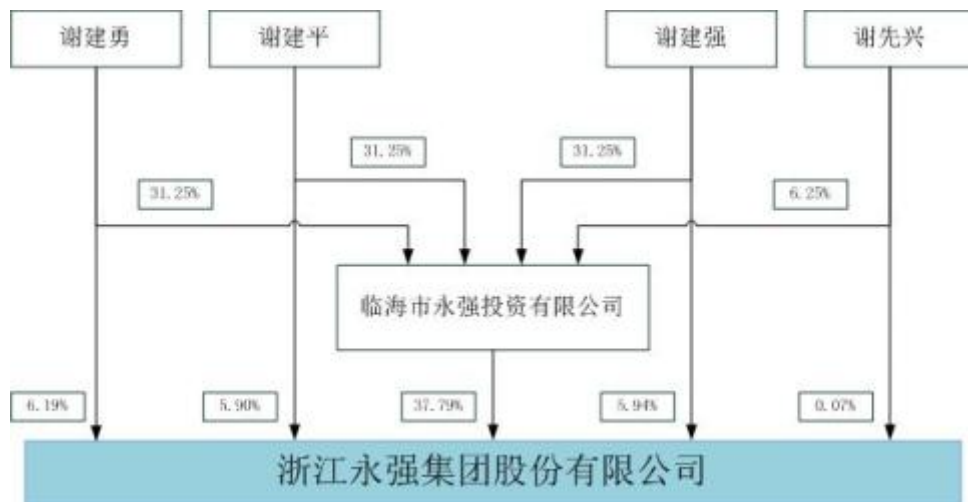 谢建勇
谢建平
谢建强
谢先兴
31.25%
31.25%
31.25%
6.25%
临海市永强投资有限公司
6.19%
5.90%
37.79%
5.94%
0.07%
浙江永强集团股份有限公司